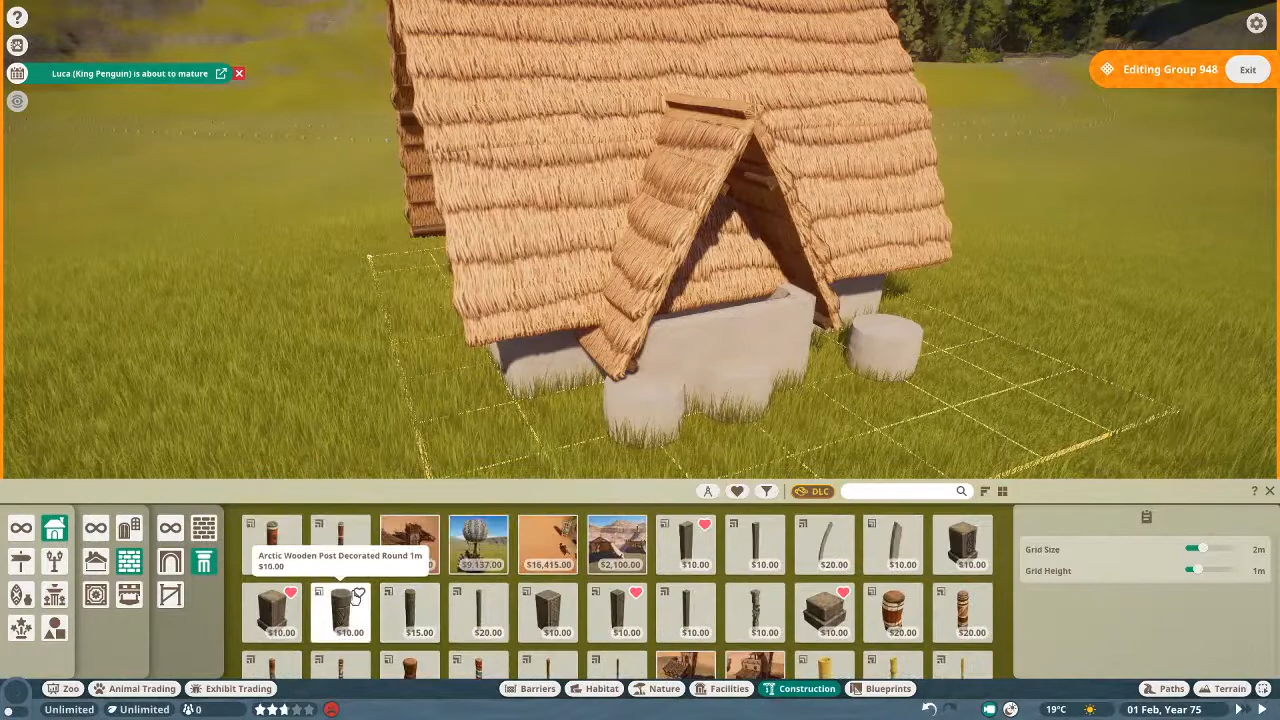 ?
Luca (King Penguin) is about to mature
Editing Group 948
Exit
DLC
?
Arctic Wooden Post Decorated Round 1m
$10.00
$9,137.00
$16,415.00
$2,100.00
$10.00
$10.00
$20.00
$10.00
$10.00
$10.00
$10.00
$15.00
$20.00
$10.00
$10.00
$10.00
$10.00
$10.00
$20.00
$20.00
Grid Size
2m
Grid Height
1m
Zoo
Animal Trading
Exhibit Trading
Barriers
Habitat
Nature
Facilities
Construction
Blueprints
Paths
Terrain
Unlimited
Unlimited
0
19°C
01 Feb, Year 75